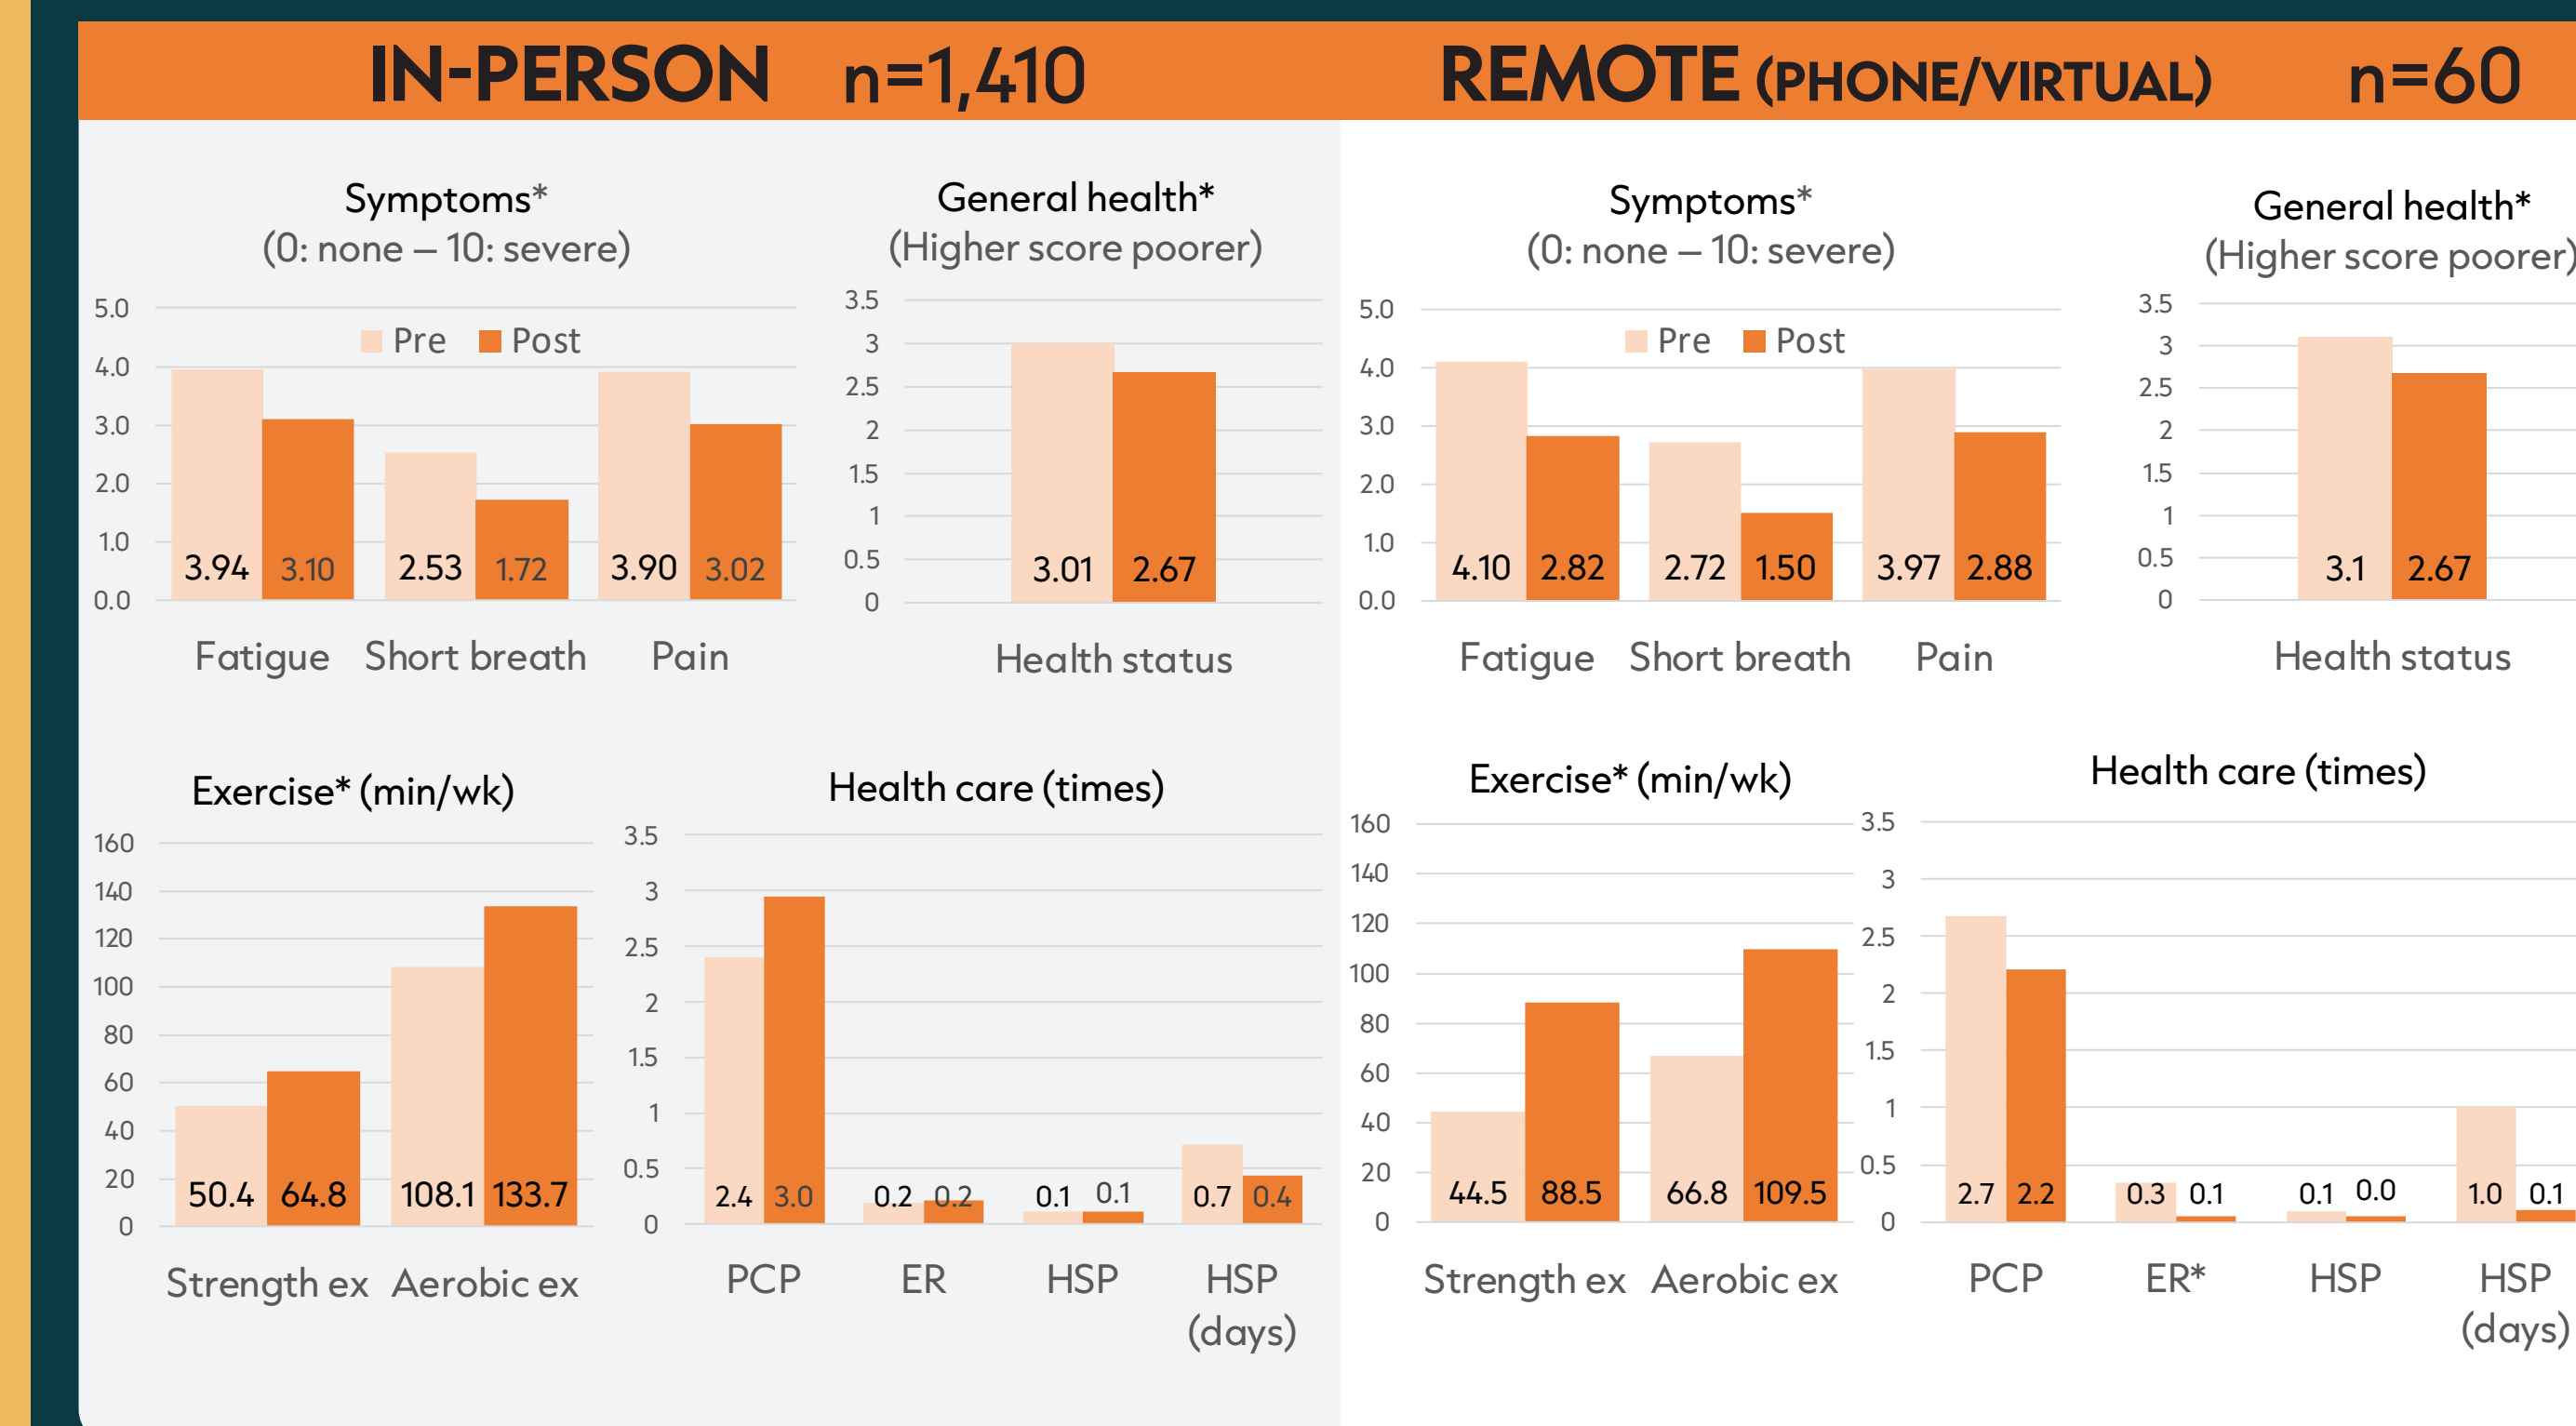 IN-PERSON n=1,410
Symptoms*
(0: none – 10: severe)
5.0
4.0
3.0
2.0
1.0
0.0
Pre Post
3.94 3.10 2.53 1.72 3.90 3.02
Fatigue Short breath Pain
General health*
(Higher score poorer)
3.5
3
2.5
2
1.5
1
0.5
0
3.01 2.67
Health status
Exercise* (min/wk)
160
140
120
100
80
60
40
20
0
50.4 64.8 108.1 133.7
Strength ex Aerobic ex
Health care (times)
3.5
3
2.5
2
1.5
1
0.5
0
2.4 3.0 0.2 0.2 0.1 0.1 0.7 0.4
PCP ER HSP HSP
(days)
REMOTE (PHONE/VIRTUAL) n=60
Symptoms*
(0: none – 10: severe)
5.0
4.0
3.0
2.0
1.0
0.0
Pre Post
4.10 2.82 2.72 1.50 3.97 2.88
Fatigue Short breath Pain
General health*
(Higher score poorer)
3.5
3
2.5
2
1.5
1
0.5
0
3.1 2.67
Health status
Exercise* (min/wk)
160
140
120
100
80
60
40
20
0
44.5 88.5 66.8 109.5
Strength ex Aerobic ex
Health care (times)
3.5
3
2.5
2
1.5
1
0.5
0
2.7 2.2 0.3 0.1 0.1 0.0 1.0 0.1
PCP ER* HSP HSP
(days)